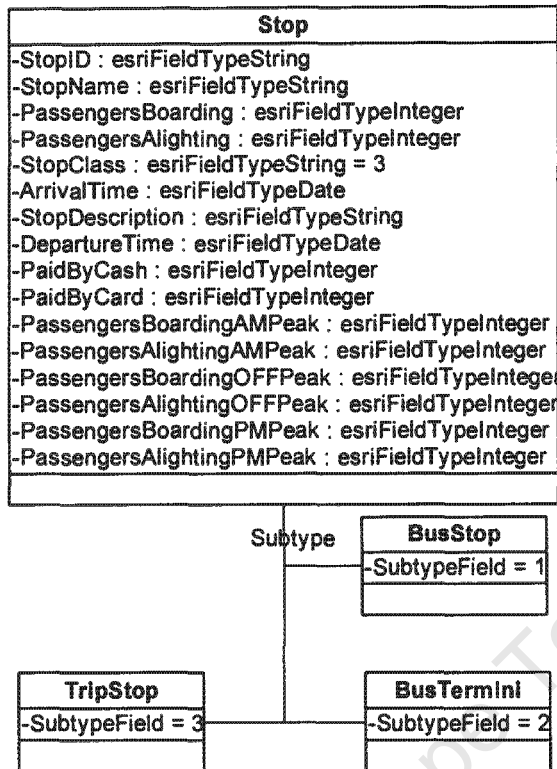 Stop
-StopID : esriFieldTypeString
-StopName : esriFieldTypeString
-PassengersBoarding : esriFieldTypeInteger
-PassengersAlighting : esriFieldTypeInteger
-StopClass : esriFieldTypeString = 3
-ArrivalTime : esriFieldTypeDate
-StopDescription : esriFieldTypeString
-DepartureTime : esriFieldTypeDate
-PaidByCash : esriFieldTypeInteger
-PaidByCard : esriFieldTypeInteger
-PassengersBoardingAMPeak : esriFieldTypeInteger
-PassengersAlightingAMPeak : esriFieldTypeInteger
-PassengersBoardingOFFPeak : esriFieldTypeInteger
-PassengersAlightingOFFPeak : esriFieldTypeInteger
-PassengersBoardingPMPeak : esriFieldTypeInteger
-PassengersAlightingPMPeak : esriFieldTypeInteger
Subtype
BusStop
-SubtypeField = 1
TripStop
-SubtypeField = 3
BusTermini
-SubtypeField = 2